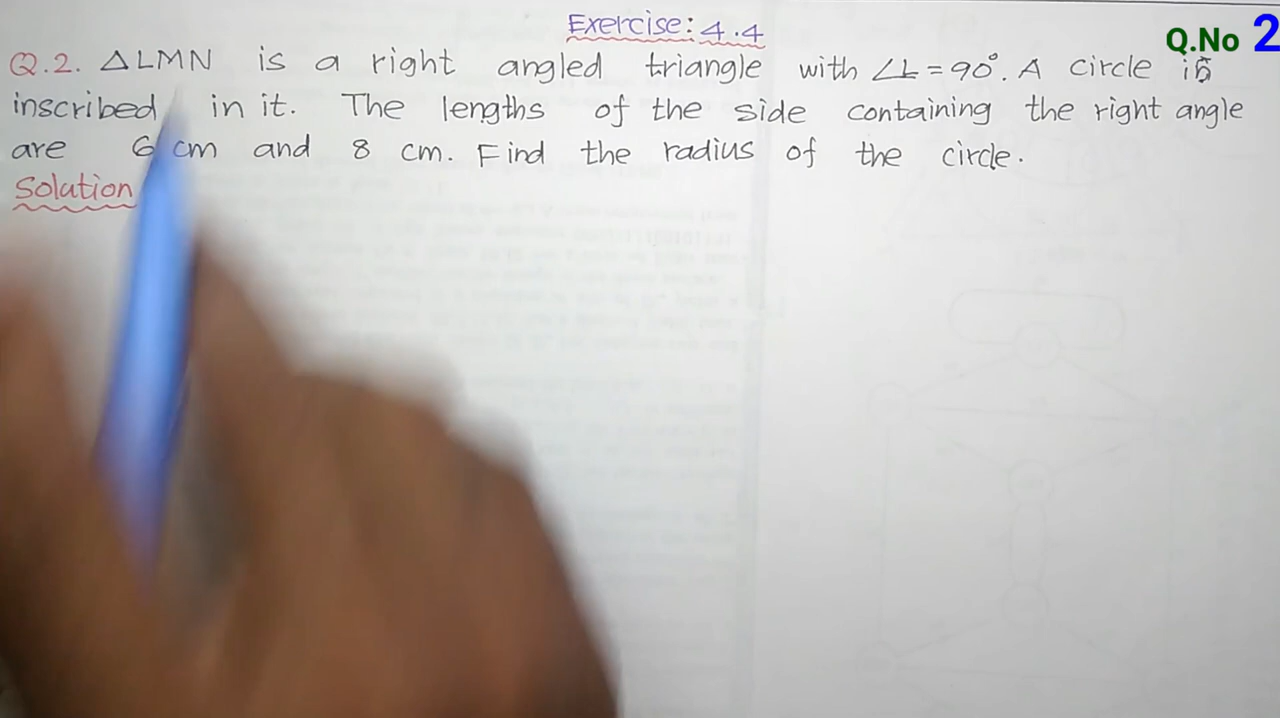 Exercise: 4.4
Q.No 2
Q.2. △LMN is a right angled triangle with ∠L = 90°. A circle is
inscribed in it. The lengths of the side containing the right angle
are 6 cm and 8 cm. Find the radius of the circle.
Solution